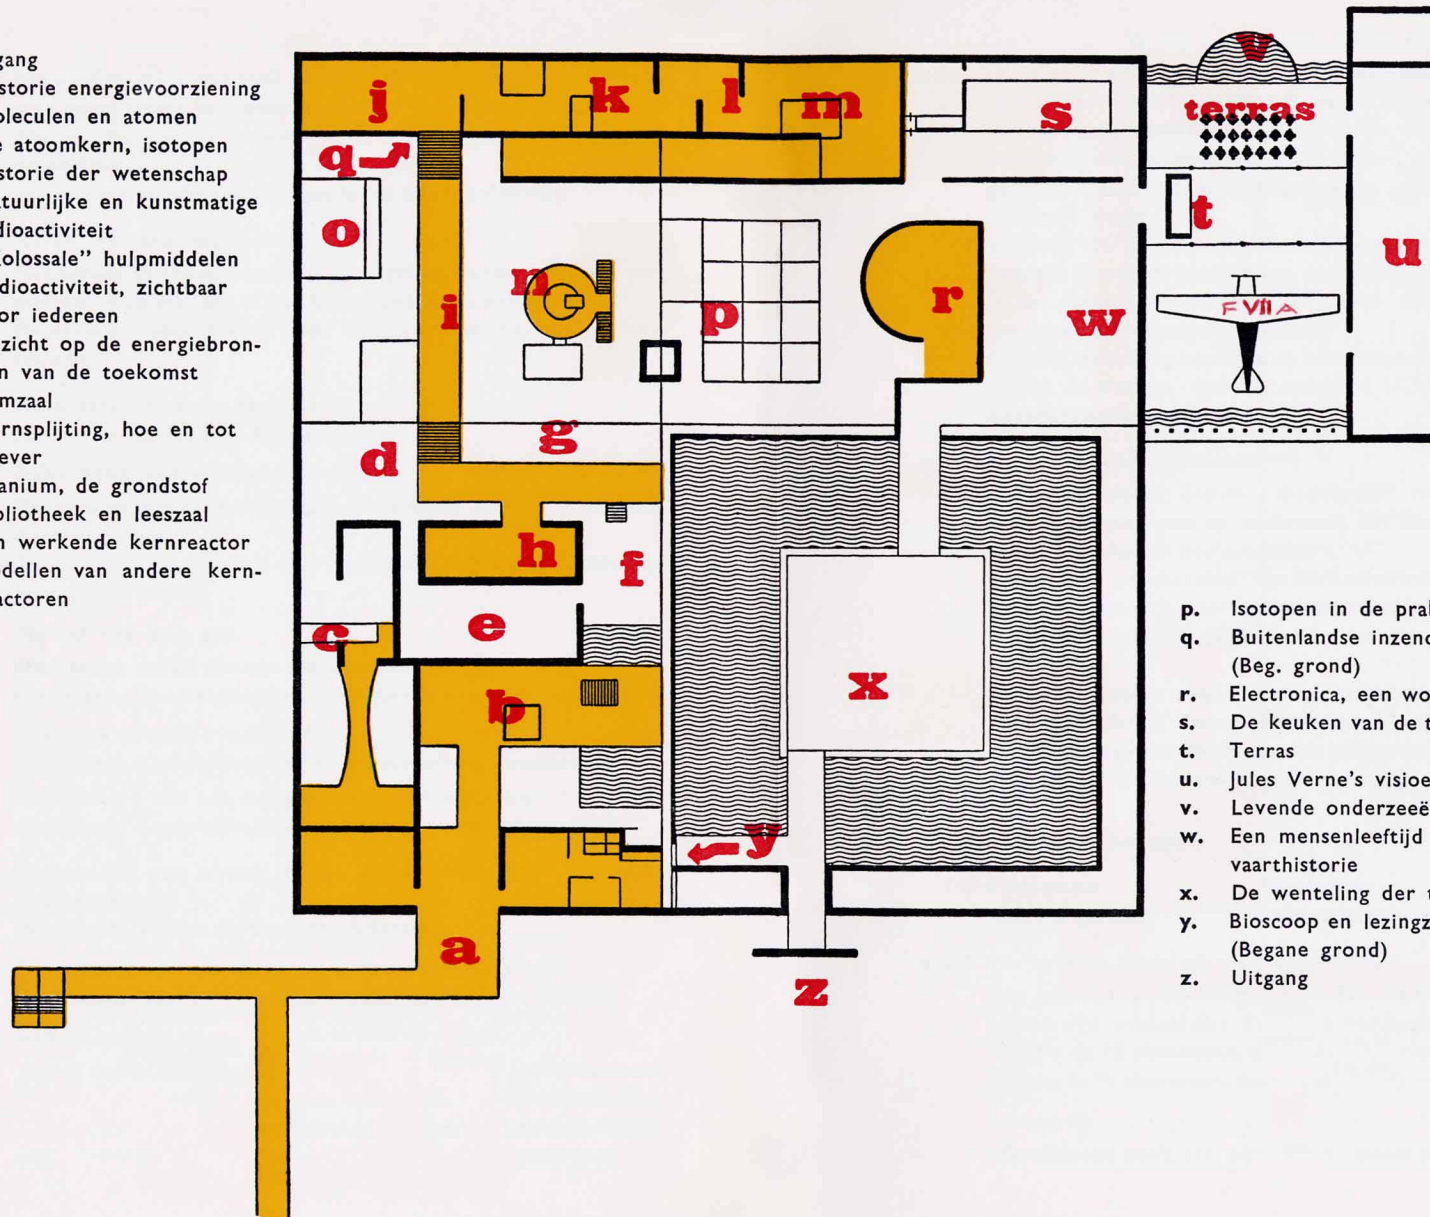 gang
storie energievoorziening
oleculen en atomen
e atoomkern, isotopen
storie der wetenschap
tuurlijke en kunstmatige
dioactiviteit
olossale” hulpmiddelen
dioactiviteit, zichtbaar
or iedereen
zicht op de energiebron-
n van de toekomst
mzaal
rnsplijting, hoe en tot
ever
anium, de grondstof
bliotheek en leeszaal
n werkende kernreactor
dellen van andere kern-
actoren
j
k
l
m
s
v
terras
q
o
i
n
p
r
w
t
u
F VII A
d
g
h
f
e
c
b
x
y
a
z
p. Isotopen in de pra
q. Buitenlandse inzend
(Beg. grond)
r. Electronica, een wo
s. De keuken van de t
t. Terras
u. Jules Verne’s visioe
v. Levende onderzeeë
w. Een mensenleeftijd
vaarthistorie
x. De wenteling der t
y. Bioscoop en lezingz
(Begane grond)
z. Uitgang